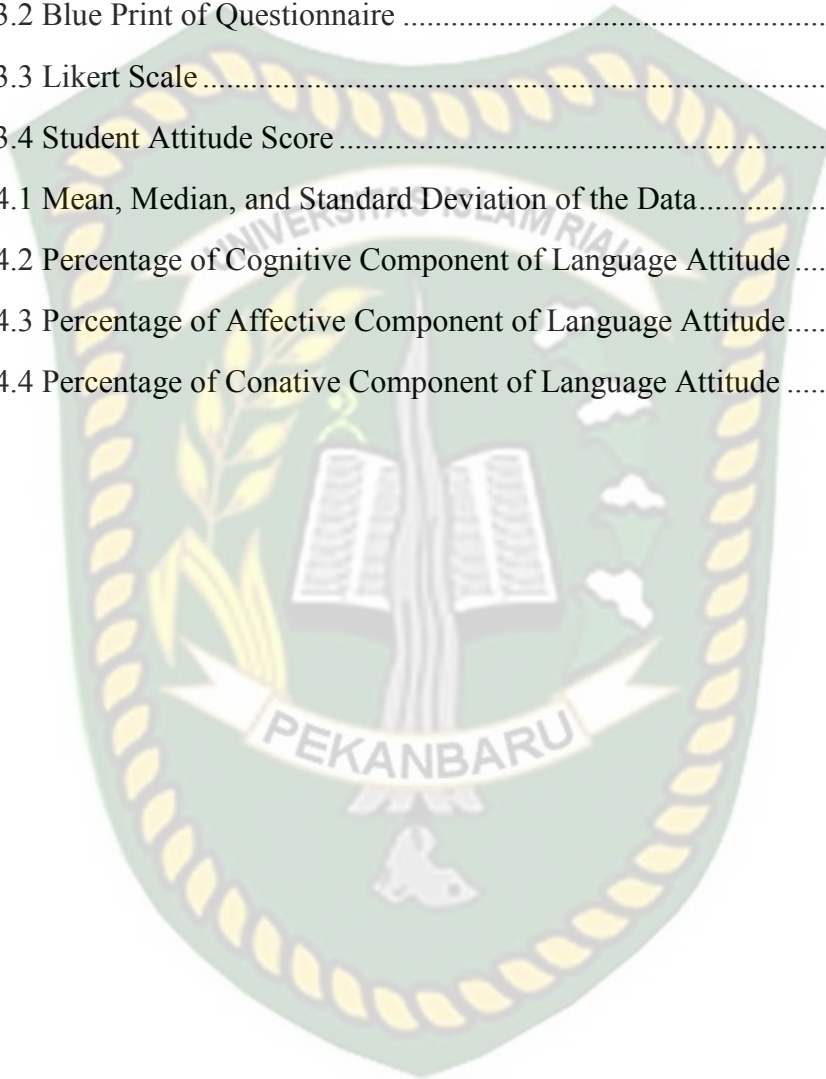 3.2 Blue Print of Questionnaire ....................................................
3.3 Likert Scale .............................................................................
3.4 Student Attitude Score ............................................................
4.1 Mean, Median, and Standard Deviation of the Data................
4.2 Percentage of Cognitive Component of Language Attitude ....
4.3 Percentage of Affective Component of Language Attitude.....
4.4 Percentage of Conative Component of Language Attitude .....
UNIVERSITAS ISLAM RIAU
PEKANBARU